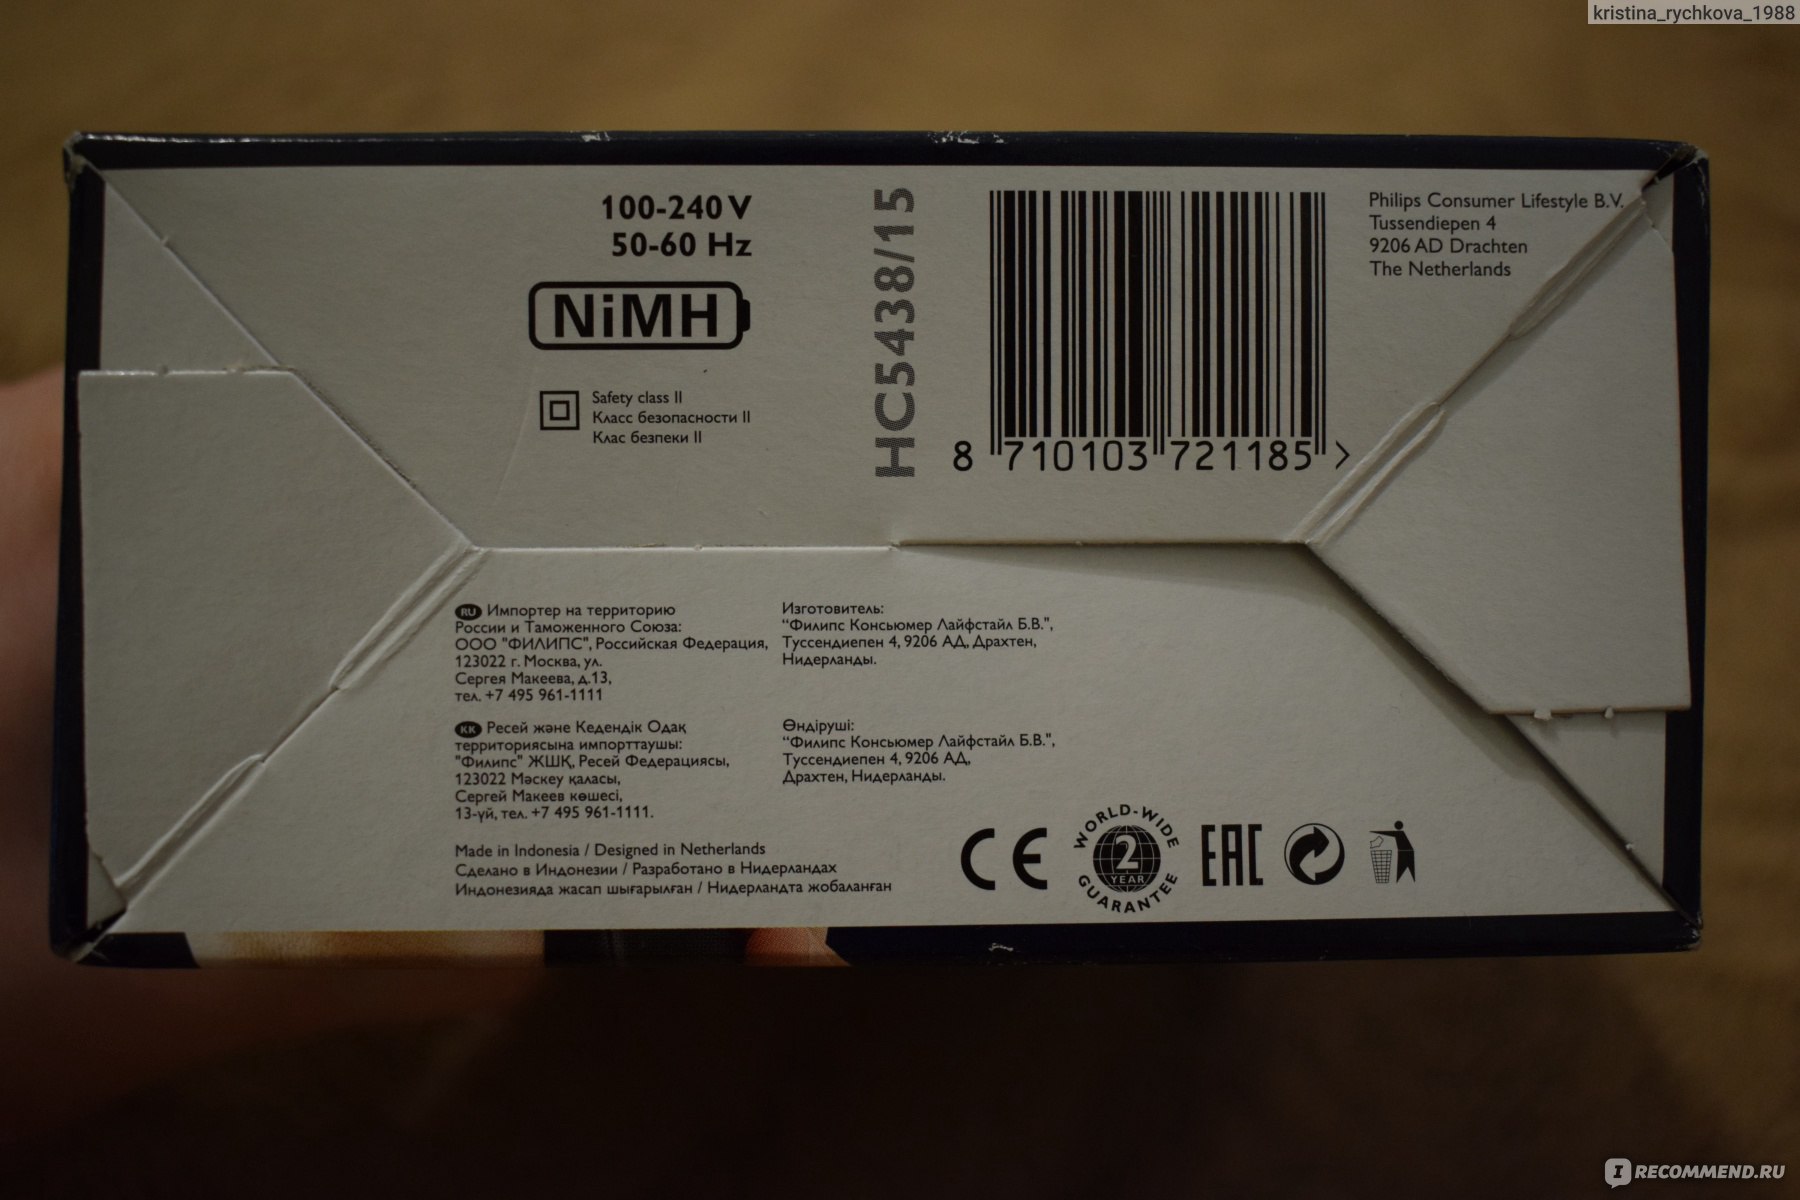 kristina_rychkova_1988
100-240 V
50-60 Hz
NiMH
Safety class II
Класс безопасности II
Клас безпеки II
HC5438/15
8 710103 721185 >
Philips Consumer Lifestyle B.V.
Tussendiepen 4
9206 AD Drachten
The Netherlands
RU Импортер на территорию
России и Таможенного Союза:
ООО "ФИЛИПС", Российская Федерация,
123022 г. Москва, ул.
Сергея Макеева, д.13,
тел. +7 495 961-1111
Изготовитель:
"Филипс Консьюмер Лайфстайл Б.В.",
Туссендиепен 4, 9206 АД, Драхтен,
Нидерланды.
KK Ресей және Кедендік Одақ
территориясына импорттаушы:
"Филипс" ЖШҚ, Ресей Федерациясы,
123022 Мәскеу қаласы,
Сергей Макеев көшесі,
13-үй, тел. +7 495 961-1111.
Өндіруші:
"Филипс Консьюмер Лайфстайл Б.В.",
Туссендиепен 4, 9206 АД,
Драхтен, Нидерланды.
Made in Indonesia / Designed in Netherlands
Сделано в Индонезии / Разработано в Нидерландах
Индонезияда жасап шығарылған / Нидерландта жобаланған
CE
WORLD-WIDE
2
YEAR
GUARANTEE
EAC
I RECOMMEND.RU